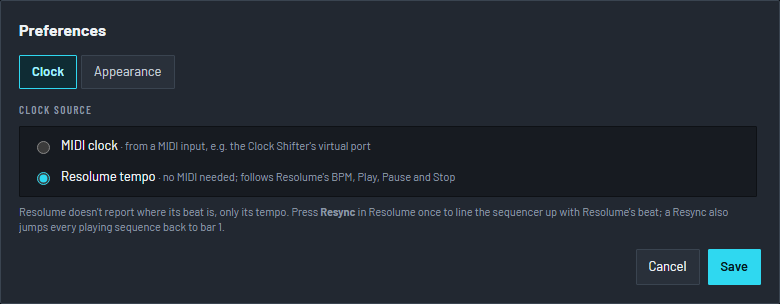 Preferences
Clock
Appearance
CLOCK SOURCE
MIDI clock · from a MIDI input, e.g. the Clock Shifter's virtual port
Resolume tempo · no MIDI needed; follows Resolume's BPM, Play, Pause and Stop
Resolume doesn't report where its beat is, only its tempo. Press Resync in Resolume once to line the sequencer up with Resolume's beat; a Resync also
jumps every playing sequence back to bar 1.
Cancel
Save